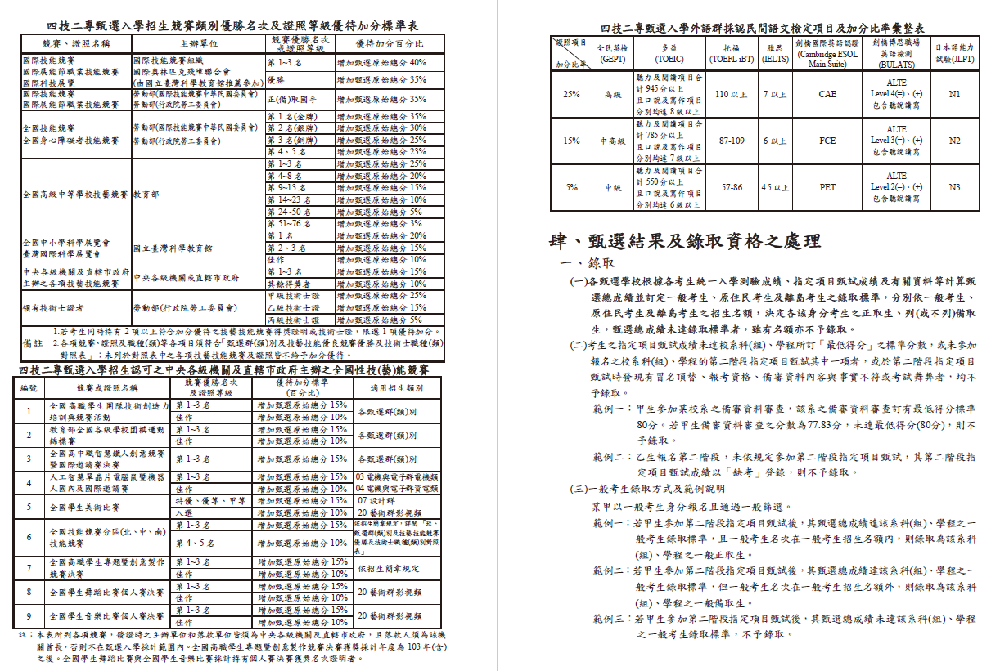 四技二專甄選入學招生競賽類別優勝名次及證照等級優待加分標準表
競賽、證照名稱 主辦單位 競賽優勝名次或證照等級 優待加分百分比
國際技能競賽
國際展能節職業技能競賽
國際科技展覽
國際技能競賽組織
國際奧林匹克殘障聯合會
(由國立臺灣科學教育館推薦參加)
第 1~3 名 增加甄選原始總分 40%
優勝 增加甄選原始總分 35%
國際技能競賽
國際展能節職業技能競賽
勞動部(國際技能競賽中華民國委員會)
勞動部(行政院勞工委員會)
正(備)取國手 增加甄選原始總分 35%
全國技能競賽
全國身心障礙者技能競賽
勞動部(國際技能競賽中華民國委員會)
勞動部(行政院勞工委員會)
第 1 名(金牌) 增加甄選原始總分 35%
第 2 名(銀牌) 增加甄選原始總分 30%
第 3 名(銅牌) 增加甄選原始總分 25%
第 4、5 名 增加甄選原始總分 23%
全國高級中等學校技藝競賽 教育部
第 1~3 名 增加甄選原始總分 25%
第 4~8 名 增加甄選原始總分 20%
第 9~13 名 增加甄選原始總分 15%
第 14~23 名 增加甄選原始總分 10%
第 24~50 名 增加甄選原始總分 5%
第 51~76 名 增加甄選原始總分 3%
全國中小學科學展覽會
臺灣國際科學展覽會
國立臺灣科學教育館
第 1 名 增加甄選原始總分 20%
第 2、3 名 增加甄選原始總分 15%
佳作 增加甄選原始總分 10%
中央各級機關及直轄市政府
主辦之各項技藝技能競賽
中央各級機關或直轄市政府
第 1~3 名 增加甄選原始總分 15%
其餘得獎者 增加甄選原始總分 10%
領有技術士證者 勞動部(行政院勞工委員會)
甲級技術士證 增加甄選原始總分 25%
乙級技術士證 增加甄選原始總分 15%
丙級技術士證 增加甄選原始總分 5%
備註
1.若考生同時持有 2 項以上符合加分優待之技藝技能競賽得獎證明或技術士證,限選 1 項優待加分。
2.各項競賽、證照及職種(類)等各項目須符合「甄選群(類)別及技藝技能優良競賽優勝及技術士職種(類)
對照表」;未列於對照表中之各項技藝技能競賽及證照皆不給予加分優待。
四技二專甄選入學招生認可之中央各級機關及直轄市政府主辦之全國性技(藝)能競賽
編號 競賽或證照名稱 競賽優勝名次及證照等級 優待加分標準(百分比) 適用招生類別
1 全國高職學生團隊技術創造力培訓與競賽活動 各甄選群(類)別
第 1~3 名 增加甄選原始總分 15%
佳作 增加甄選原始總分 10%
2 教育部全國各級學校圍棋運動錦標賽 各甄選群(類)別
第 1~3 名 增加甄選原始總分 15%
佳作 增加甄選原始總分 10%
3 全國高中職智慧鐵人創意競賽暨國際邀請賽決賽 第 1~3 名 增加甄選原始總分 15% 各甄選群(類)別
4 人工智慧單晶片電腦鼠暨機器人國內及國際邀請賽
第 1~3 名 增加甄選原始總分 15% 03 電機與電子群電機類
佳作 增加甄選原始總分 10% 04 電機與電子群資電類
5 全國學生美術比賽
特優、優等、甲等 增加甄選原始總分 15% 07 設計群
入選 增加甄選原始總分 10% 20 藝術群影視類
6 全國技能競賽分區(北、中、南)技能競賽
第 1~3 名 增加甄選原始總分 15%
第 4、5 名 增加甄選原始總分 10%
依招生簡章規定,詳閱「玖、
甄選群(類)別及技藝技能競賽
優勝及技術士職種(類)別對照
表」
7 全國高職學生專題暨創意製作競賽決賽 依招生簡章規定
第 1~3 名 增加甄選原始總分 15%
佳作 增加甄選原始總分 10%
8 全國學生舞蹈比賽個人賽決賽 20 藝術群影視類
第 1~3 名 增加甄選原始總分 15%
佳作 增加甄選原始總分 10%
9 全國學生音樂比賽個人賽決賽 20 藝術群影視類
第 1~3 名 增加甄選原始總分 15%
佳作 增加甄選原始總分 10%
註:本表所列各項競賽,發證時之主辦單位和落款單位皆須為中央各級機關及直轄市政府,且落款人須為該機
關首長,否則不在甄選入學採計範圍內。全國高職學生專題暨創意製作競賽決賽獲獎採計年度為 103 年(含)
之後。全國學生舞蹈比賽與全國學生音樂比賽採計持有個人賽決賽獲獎名次證明者。
四技二專甄選入學外語群採認民間語文檢定項目及加分比率彙整表
證照項目 加分比率 全民英檢(GEPT) 多益(TOEIC) 托福(TOEFL iBT) 雅思(IELTS) 劍橋國際英語認證(Cambridge ESOL Main Suite) 劍橋博思職場英語檢測(BULATS) 日本語能力試驗(JLPT)
25% 高級 聽力及閱讀項目合計 945分以上且口說及寫作項目分別均達 8級以上 110 以上 7 以上 CAE ALTE Level 4(=)、(+)包含聽說讀寫 N1
15% 中高級 聽力及閱讀項目合計 785分以上且口說及寫作項目分別均達 7級以上 87-109 6 以上 FCE ALTE Level 3(=)、(+)包含聽說讀寫 N2
5% 中級 聽力及閱讀項目合計 550分以上且口說及寫作項目分別均達 6級以上 57-86 4.5 以上 PET ALTE Level 2(=)、(+)包含聽說讀寫 N3
肆、甄選結果及錄取資格之處理
一、錄取
(一)各甄選學校根據各考生統一入學測驗成績、指定項目甄試成績及有關資料等計算甄
選總成績並訂定一般考生、原住民考生及離島考生之錄取標準,分別依一般考生、
原住民考生及離島考生之招生名額,決定各該身分考生之正取生、列(或不列)備取
生,甄選總成績未達錄取標準者,雖有名額亦不予錄取。
(二)考生之指定項目甄試成績未達校系科(組)、學程所訂「最低得分」之標準分數,或未參加
報名之校系科(組)、學程的第二階段指定項目甄試其中一項者,或於第二階段指定項目
甄試時發現有冒名頂替、報考資格、備審資料內容與事實不符或考試舞弊者,均不
予錄取。
範例一:甲生參加某校系之備審資料審查,該系之備審資料審查訂有最低得分標準
80分。若甲生備審資料審查之分數為77.83分,未達最低得分(80分),則不
予錄取。
範例二:乙生報名第二階段,未依規定參加第二階段指定項目甄試,其第二階段指
定項目甄試成績以「缺考」登錄,則不予錄取。
(三)一般考生錄取方式及範例說明
某甲以一般考生身分報名且通過一般篩選。
範例一:若甲生參加第二階段指定項目甄試後,其甄選總成績達該系科(組)、學程之一
般考生錄取標準,且一般考生名次在一般考生招生名額內,則錄取為該系科
(組)、學程之一般正取生。
範例二:若甲生參加第二階段指定項目甄試後,其甄選總成績達該系科(組)、學程之一
般考生錄取標準,但一般考生名次在一般考生招生名額外,則錄取為該系科
(組)、學程之一般備取生。
範例三:若甲生參加第二階段指定項目甄試後,其甄選總成績未達該系科(組)、學程
之一般考生錄取標準,不予錄取。